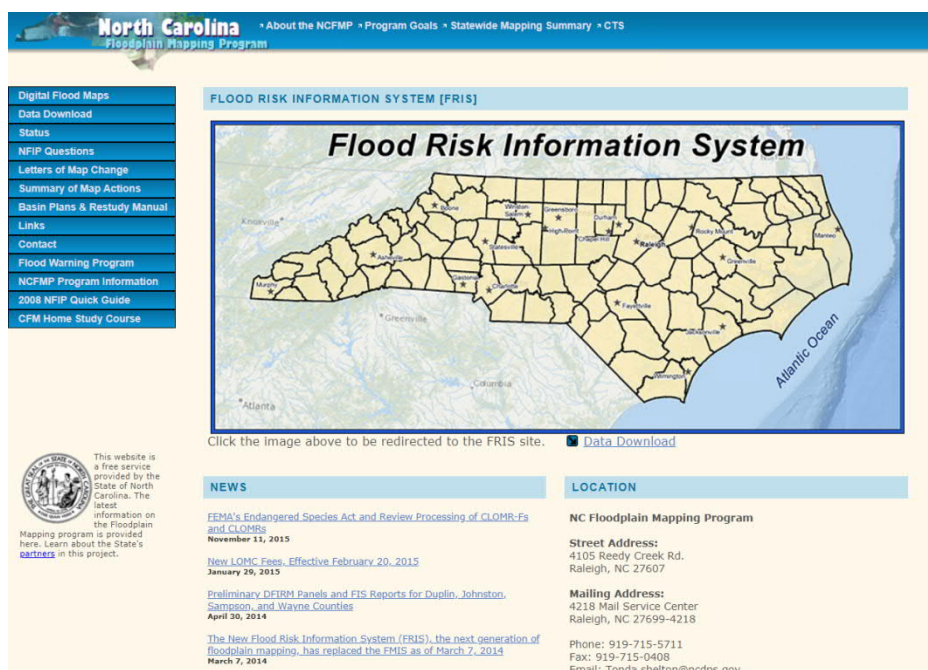 North Carolina
Floodplain Mapping Program
About the NCFMP
Program Goals
Statewide Mapping Summary
CTS
Digital Flood Maps
Data Download
Status
NFIP Questions
Letters of Map Change
Summary of Map Actions
Basin Plans & Restudy Manual
Links
Contact
Flood Warning Program
NCFMP Program Information
2008 NFIP Quick Guide
CFM Home Study Course
This website is
a free service
provided by the
State of North
Carolina. The
latest
information on
the Floodplain
Mapping program is provided
here. Learn about the State's
partners in this project.
FLOOD RISK INFORMATION SYSTEM [FRIS]
Flood Risk Information System
Knoxville
Boone
Winston-
Salem
Greensboro
Durham
High Point
Chapel Hill
Raleigh
Rocky Mount
Manteo
Statesville
Asheville
Greenville
Murphy
Gastonia
Charlotte
Fayetteville
Jacksonville
Wilmington
Greenville
Columbia
Atlanta
Atlantic Ocean
Click the image above to be redirected to the FRIS site.
Data Download
NEWS
FEMA's Endangered Species Act and Review Processing of CLOMR-Fs
and CLOMRs
November 11, 2015
New LOMC Fees, Effective February 20, 2015
January 29, 2015
Preliminary DFIRM Panels and FIS Reports for Duplin, Johnston,
Sampson, and Wayne Counties
April 30, 2014
The New Flood Risk Information System (FRIS), the next generation of
floodplain mapping, has replaced the FMIS as of March 7, 2014
March 7, 2014
LOCATION
NC Floodplain Mapping Program
Street Address:
4105 Reedy Creek Rd.
Raleigh, NC 27607
Mailing Address:
4218 Mail Service Center
Raleigh, NC 27699-4218
Phone: 919-715-5711
Fax: 919-715-0408
Email: Tonda.shelton@ncdps.gov